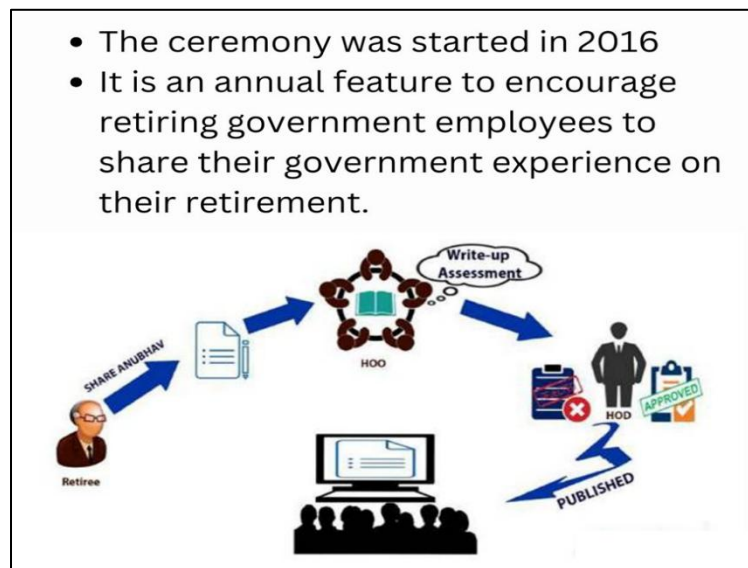 • The ceremony was started in 2016
• It is an annual feature to encourage
retiring government employees to
share their government experience on
their retirement.
Write-up
Assessment
SHARE ANUBHAV
HOO
HOD
APPROVED
Retiree
PUBLISHED